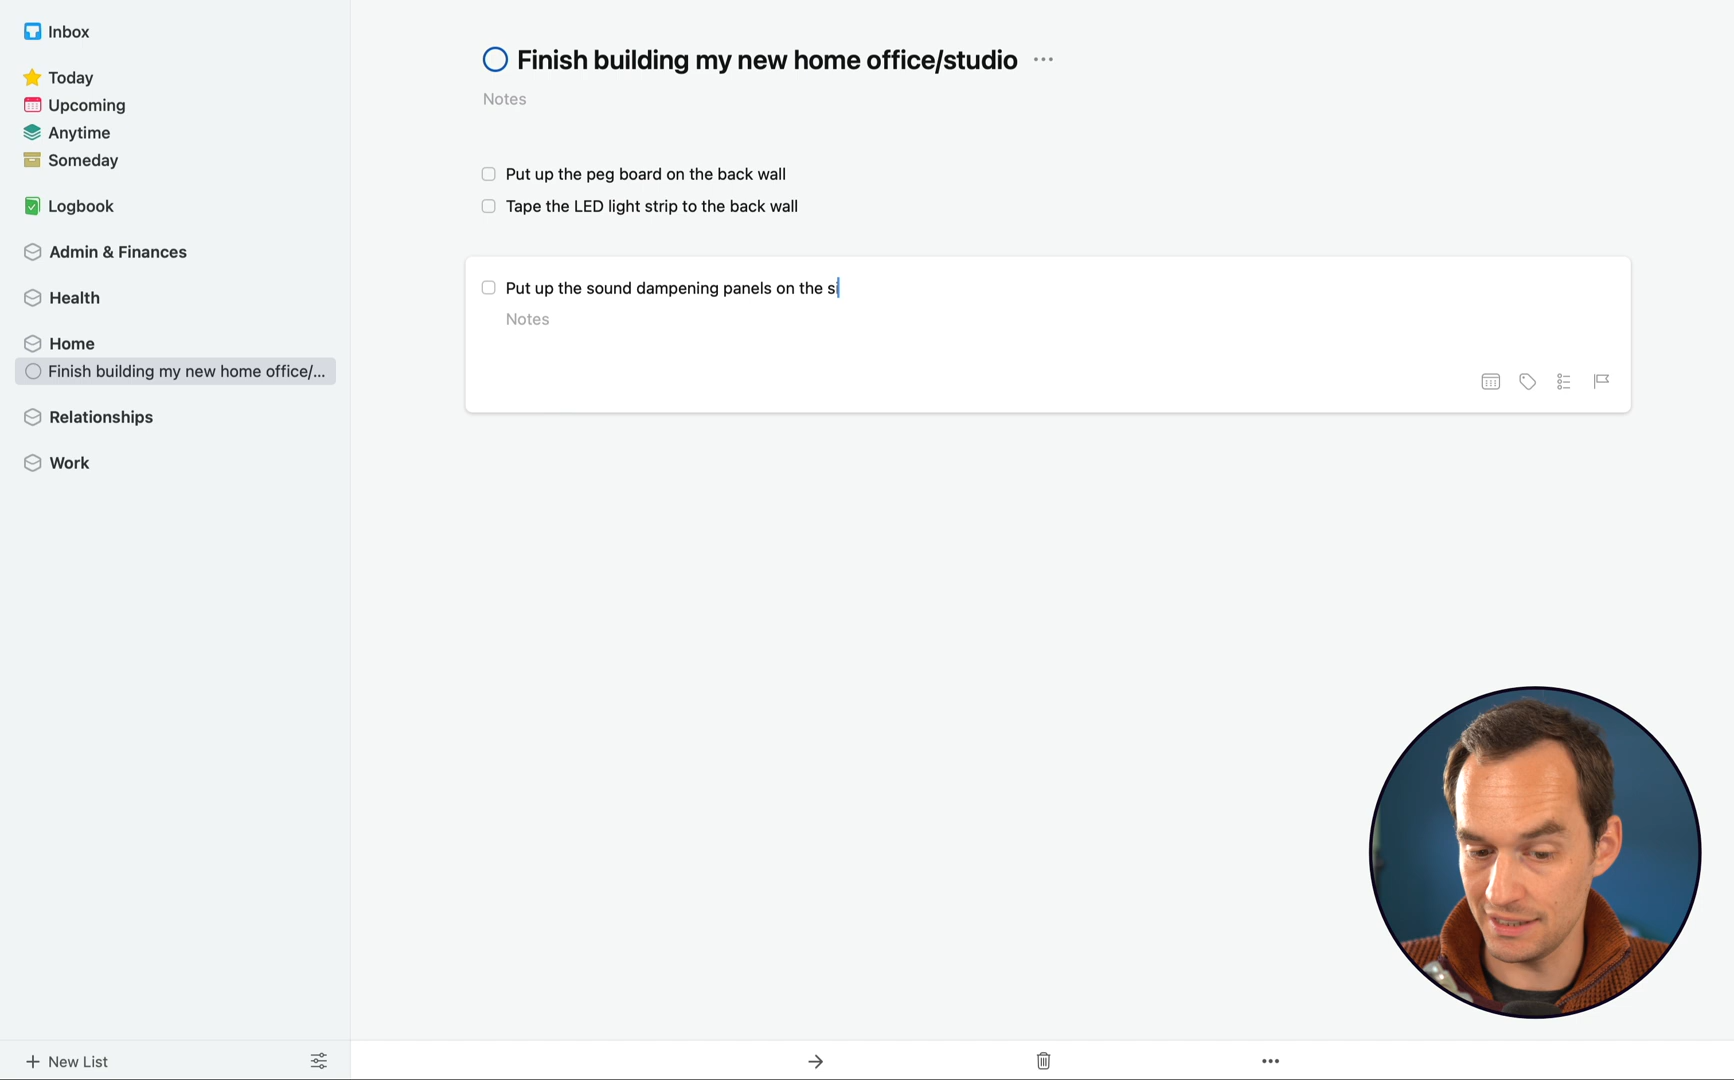 Inbox
Today
Upcoming
Anytime
Someday
Logbook
Admin & Finances
Health
Home
Finish building my new home office/...
Relationships
Work
New List
Finish building my new home office/studio
Notes
Put up the peg board on the back wall
Tape the LED light strip to the back wall
Put up the sound dampening panels on the si
Notes